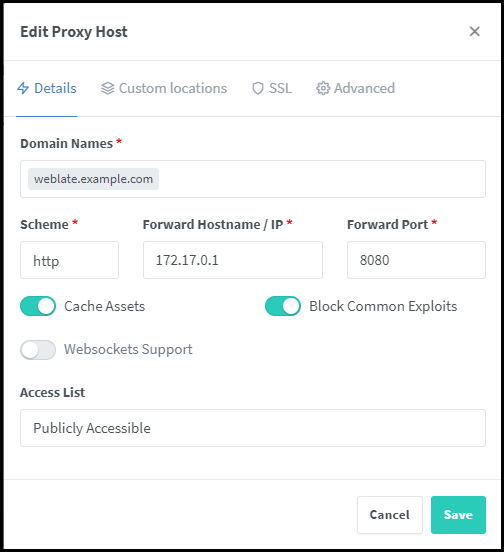 Edit Proxy Host
Details Custom locations SSL Advanced
Domain Names *
weblate.example.com
Scheme * Forward Hostname / IP * Forward Port *
http 172.17.0.1 8080
Cache Assets Block Common Exploits
Websockets Support
Access List
Publicly Accessible
Cancel Save